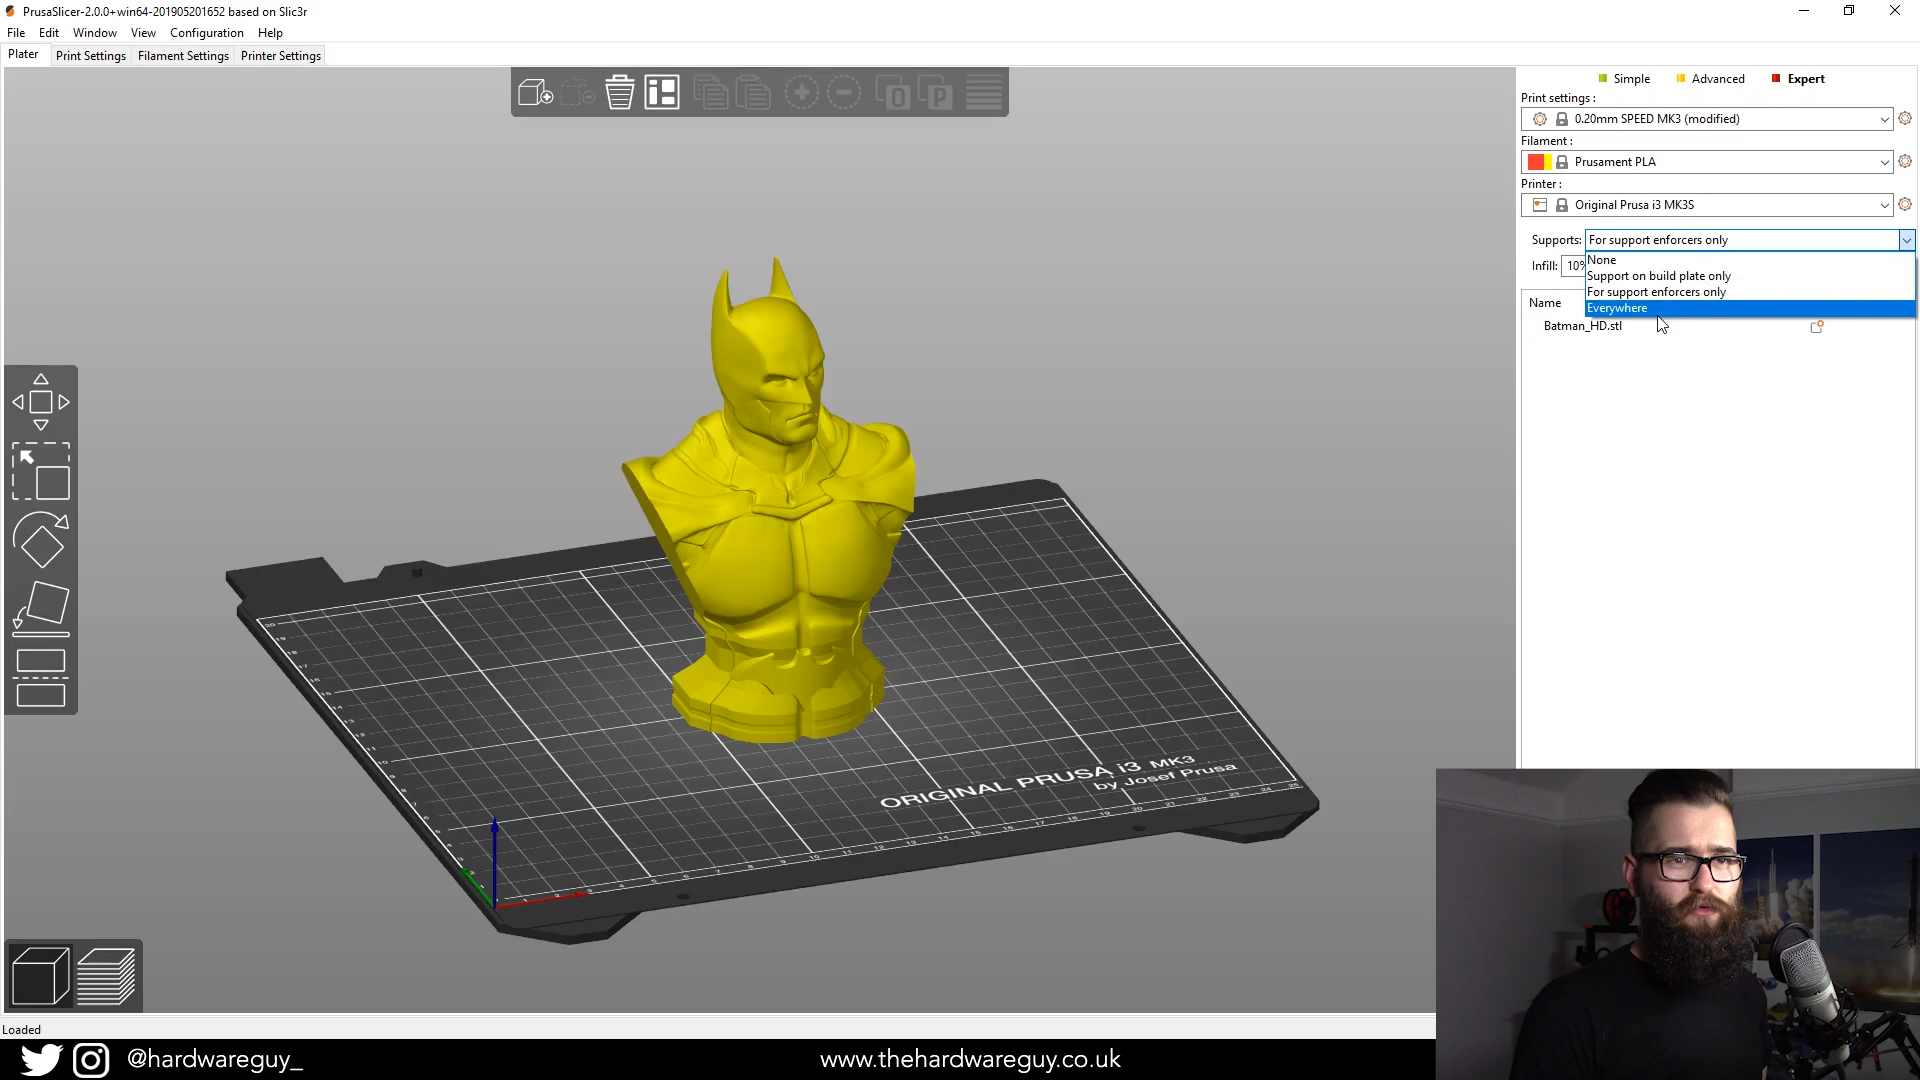 PrusaSlicer-2.0.0+win64-201905201652 based on Slic3r
File Edit Window View Configuration Help
Plater Print Settings Filament Settings Printer Settings
Simple Advanced Expert
Print settings :
0.20mm SPEED MK3 (modified)
Filament :
Prusament PLA
Printer :
Original Prusa i3 MK3S
Supports: For support enforcers only
None
Support on build plate only
For support enforcers only
Everywhere
Infill: 10%
Name
Batman_HD.stl
ORIGINAL PRUSA i3 MK3
by Josef Prusa
Loaded
@hardwareguy_
www.thehardwareguy.co.uk